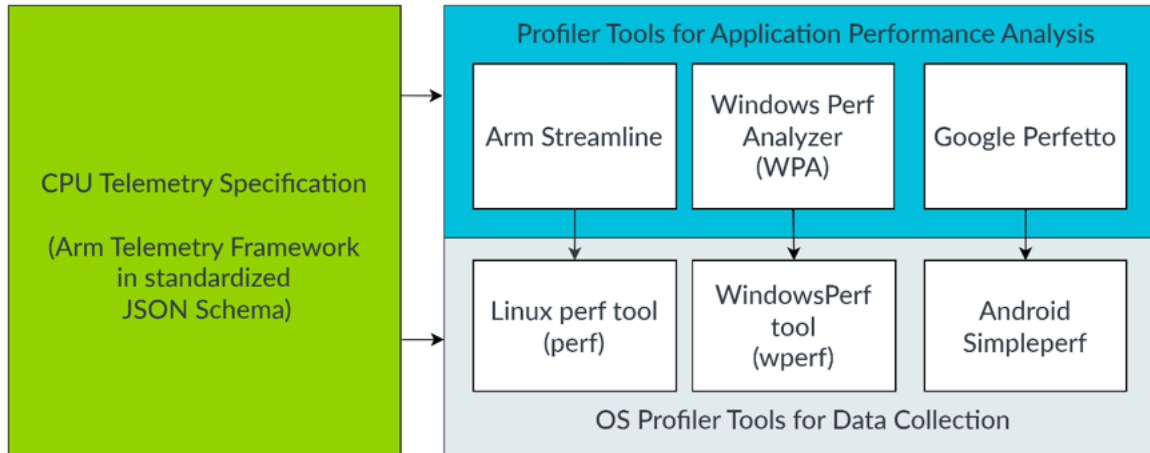 CPU Telemetry Specification
(Arm Telemetry Framework
in standardized
JSON Schema)
Profiler Tools for Application Performance Analysis
Arm Streamline
Windows Perf
Analyzer
(WPA)
Google Perfetto
Linux perf tool
(perf)
WindowsPerf
tool
(wperf)
Android
Simpleperf
OS Profiler Tools for Data Collection